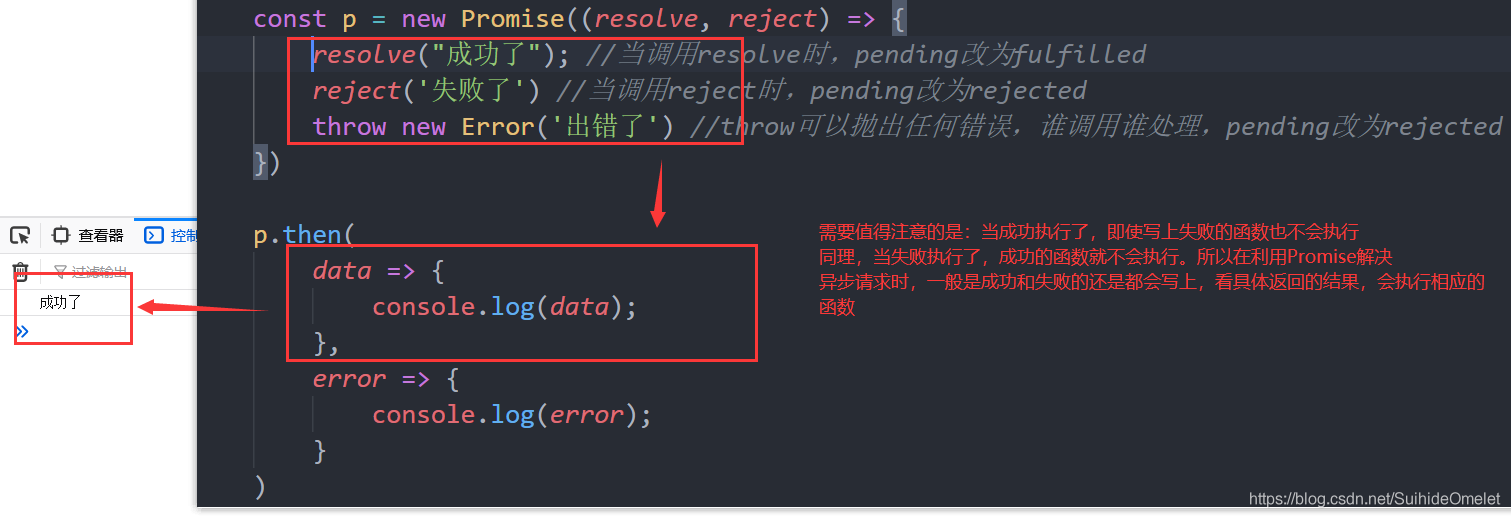 const p = new Promise((resolve, reject) => {
resolve("成功了"); //当调用resolve时，pending改为fulfilled
reject('失败了') //当调用reject时，pending改为rejected
throw new Error('出错了') //throw可以抛出任何错误，谁调用谁处理，pending改为rejected
})
p.then(
data => {
console.log(data);
},
error => {
console.log(error);
}
)
需要值得注意的是：当成功执行了，即使写上失败的函数也不会执行
同理，当失败执行了，成功的函数就不会执行。所以在利用Promise解决
异步请求时，一般是成功和失败的还是都会写上，看具体返回的结果，会执行相应的
函数
查看器 控制
过滤输出
成功了
https://blog.csdn.net/SuihideOmelet